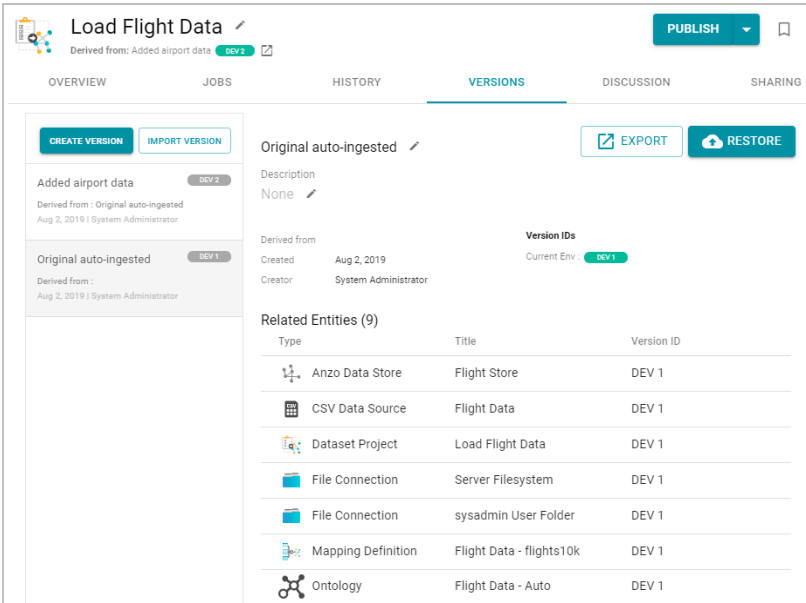 Load Flight Data
PUBLISH
Derived from: Added airport data DEV 2
OVERVIEW JOBS HISTORY VERSIONS DISCUSSION SHARING
CREATE VERSION IMPORT VERSION
Added airport data DEV 2
Derived from : Original auto-ingested
Aug 2, 2019 | System Administrator
Original auto-ingested DEV 1
Derived from :
Aug 2, 2019 | System Administrator
Original auto-ingested
EXPORT RESTORE
Description
None
Derived from
Created Aug 2, 2019
Creator System Administrator
Version IDs
Current Env : DEV 1
Related Entities (9)
Type Title Version ID
Anzo Data Store Flight Store DEV 1
CSV CSV Data Source Flight Data DEV 1
Dataset Project Load Flight Data DEV 1
File Connection Server Filesystem DEV 1
File Connection sysadmin User Folder DEV 1
Mapping Definition Flight Data - flights10k DEV 1
Ontology Flight Data - Auto DEV 1